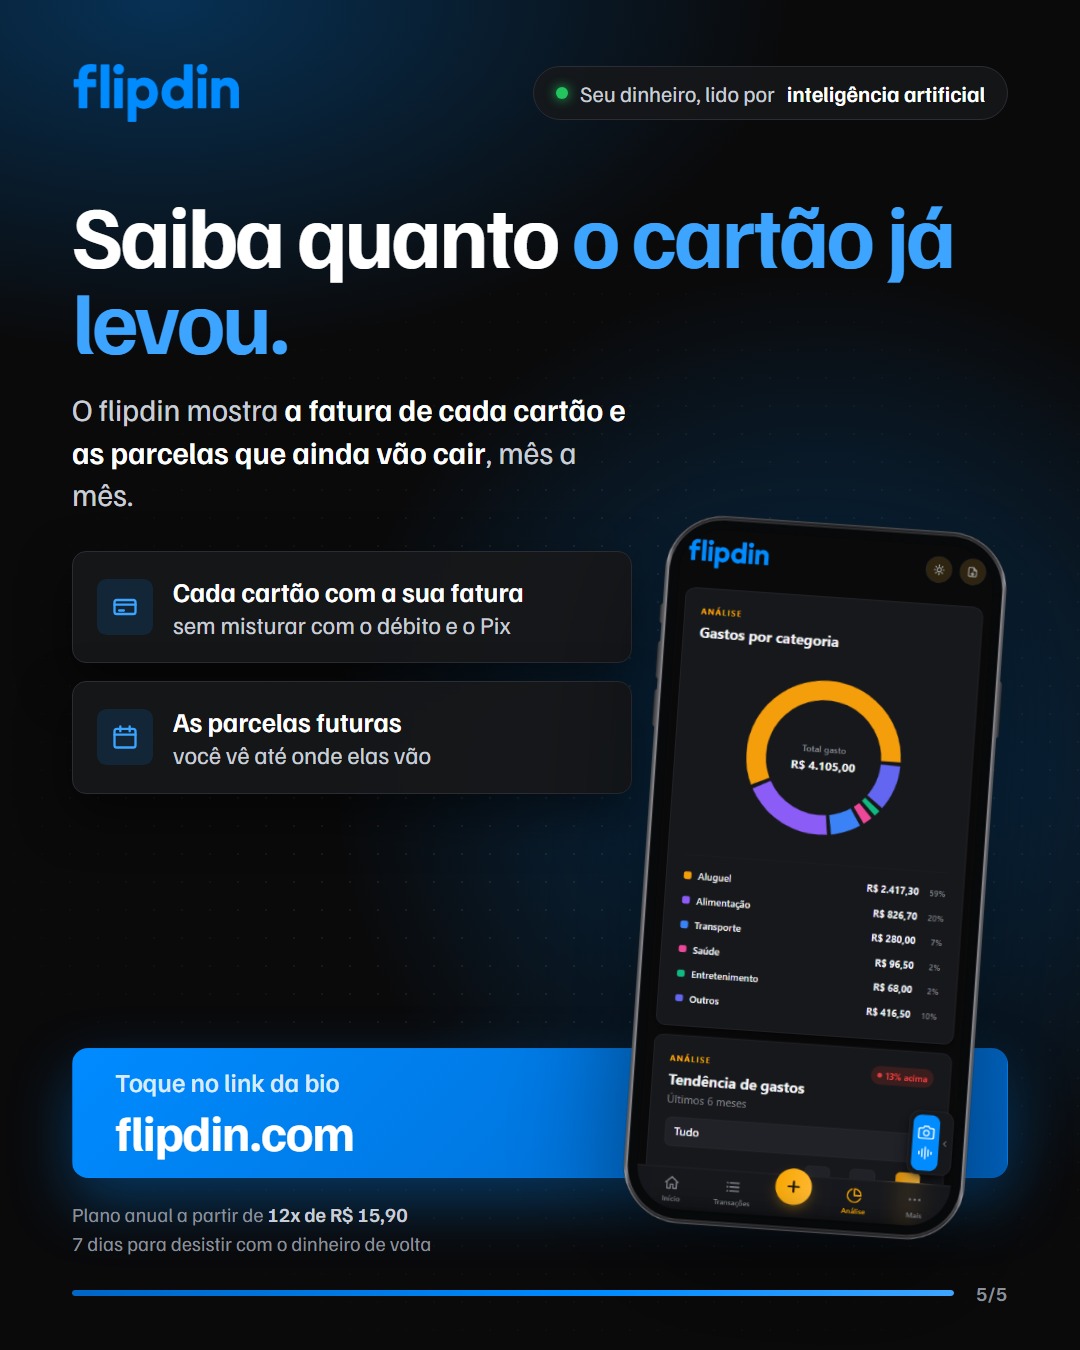 flipdin
Seu dinheiro, lido por inteligência artificial
Saiba quanto o cartão já
levou.
O flipdin mostra a fatura de cada cartão e
as parcelas que ainda vão cair, mês a
mês.
Cada cartão com a sua fatura
sem misturar com o débito e o Pix
As parcelas futuras
você vê até onde elas vão
flipdin
ANÁLISE
Gastos por categoria
Total gasto
R$ 4.105,00
Aluguel R$ 2.417,30 59%
Alimentação R$ 826,70 20%
Transporte R$ 280,00 7%
Saúde R$ 96,50 2%
Entretenimento R$ 68,00 2%
Outros R$ 416,50 10%
ANÁLISE
13% acima
Tendência de gastos
Últimos 6 meses
Tudo
Início Transações Análise Mais
Toque no link da bio
flipdin.com
Plano anual a partir de 12x de R$ 15,90
7 dias para desistir com o dinheiro de volta
5/5